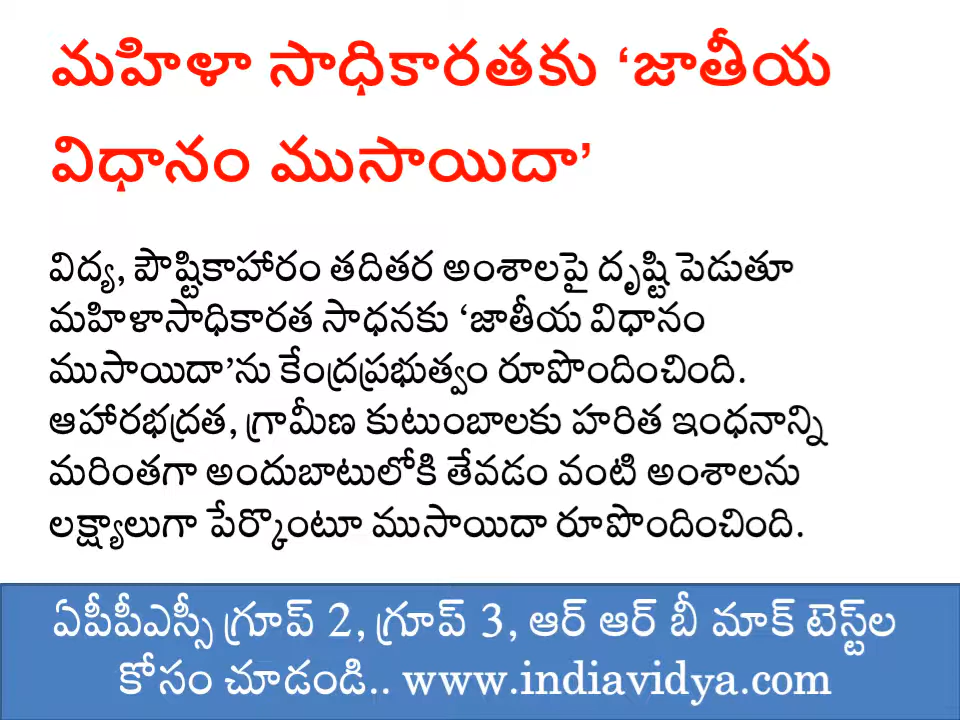 మహిళా సాధికారతకు ‘జాతీయ
విధానం ముసాయిదా’
విద్య, పౌష్టికాహారం తదితర అంశాలపై దృష్టి పెడుతూ
మహిళాసాధికారత సాధనకు ‘జాతీయ విధానం
ముసాయిదా’ను కేంద్రప్రభుత్వం రూపొందించింది.
ఆహారభద్రత, గ్రామీణ కుటుంబాలకు హరిత ఇంధనాన్ని
మరింతగా అందుబాటులోకి తేవడం వంటి అంశాలను
లక్ష్యాలుగా పేర్కొంటూ ముసాయిదా రూపొందించింది.
ఏపీపీఎస్సీ గ్రూప్ 2, గ్రూప్ 3, ఆర్ ఆర్ బీ మాక్ టెస్ట్‌ల
కోసం చూడండి.. www.indiavidya.com